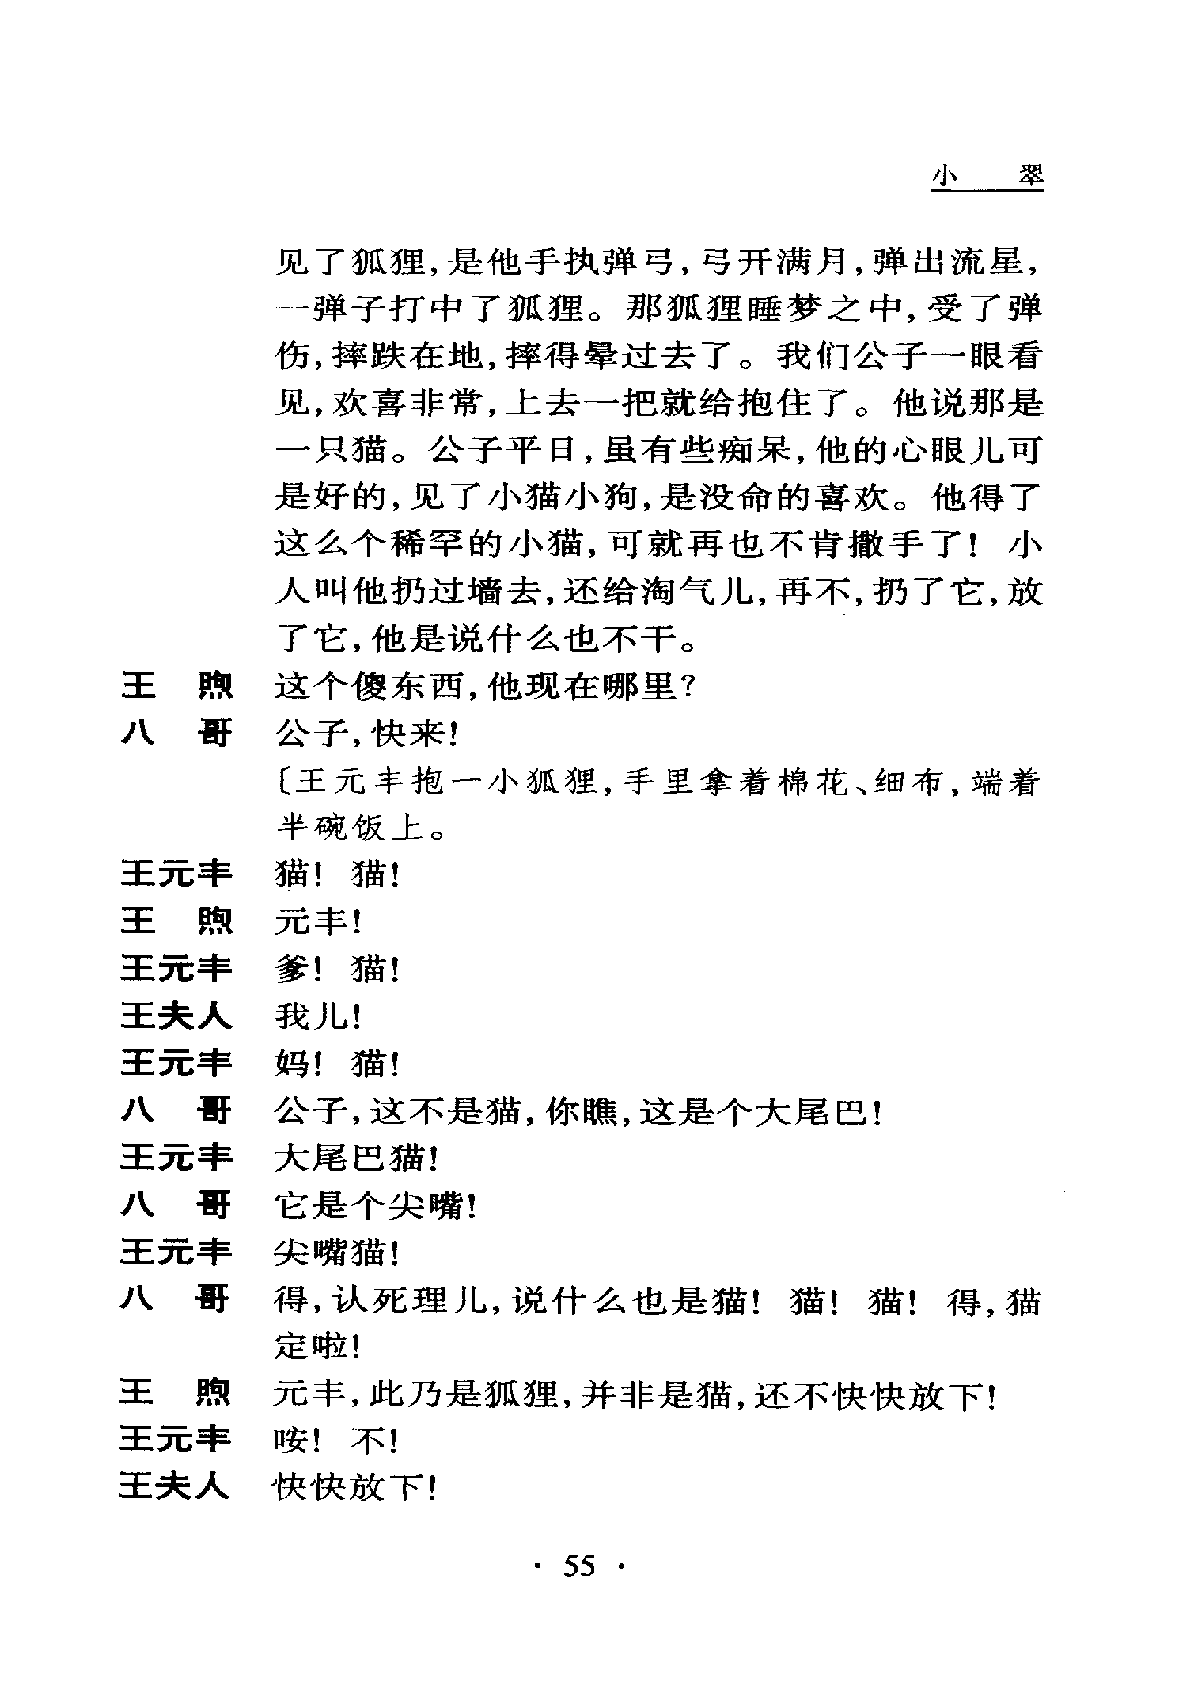 小　　翠
见了狐狸,是他手执弹弓,弓开满月,弹出流星,
一弹子打中了狐狸。那狐狸睡梦之中,受了弹
伤,摔跌在地,摔得晕过去了。我们公子一眼看
见,欢喜非常,上去一把就给抱住了。他说那是
一只猫。公子平日,虽有些痴呆,他的心眼儿可
是好的,见了小猫小狗,是没命的喜欢。他得了
这么个稀罕的小猫,可就再也不肯撒手了! 小
人叫他扔过墙去,还给淘气儿,再不,扔了它,放
了它,他是说什么也不干。
王　煦　这个傻东西,他现在哪里?
八　哥　公子,快来!
〔王元丰抱一小狐狸,手里拿着棉花、细布,端着
半碗饭上。
王元丰　猫! 猫!
王　煦　元丰!
王元丰　爹! 猫!
王夫人　我儿!
王元丰　妈! 猫!
八　哥　公子,这不是猫,你瞧,这是个大尾巴!
王元丰　大尾巴猫!
八　哥　它是个尖嘴!
王元丰　尖嘴猫!
八　哥　得,认死理儿,说什么也是猫! 猫! 猫! 得,猫
定啦!
王　煦　元丰,此乃是狐狸,并非是猫,还不快快放下!
王元丰　咹! 不!
王夫人　快快放下!
· 55 ·